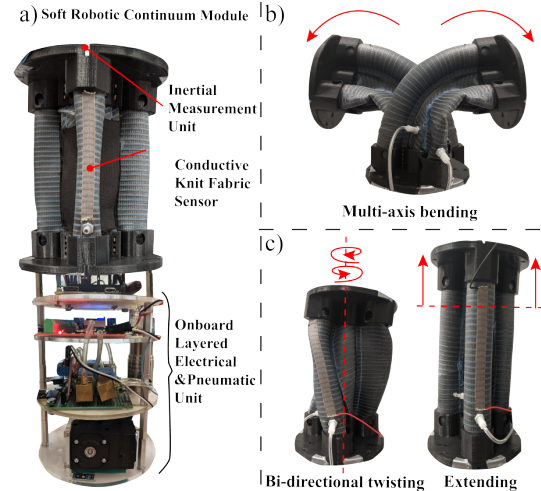 a)
Soft Robotic Continuum Module
Inertial
Measurement
Unit
Conductive
Knit Fabric
Sensor
Onboard
Layered
Electrical
&Pneumatic
Unit
b)
Multi-axis bending
c)
Bi-directional twisting
Extending